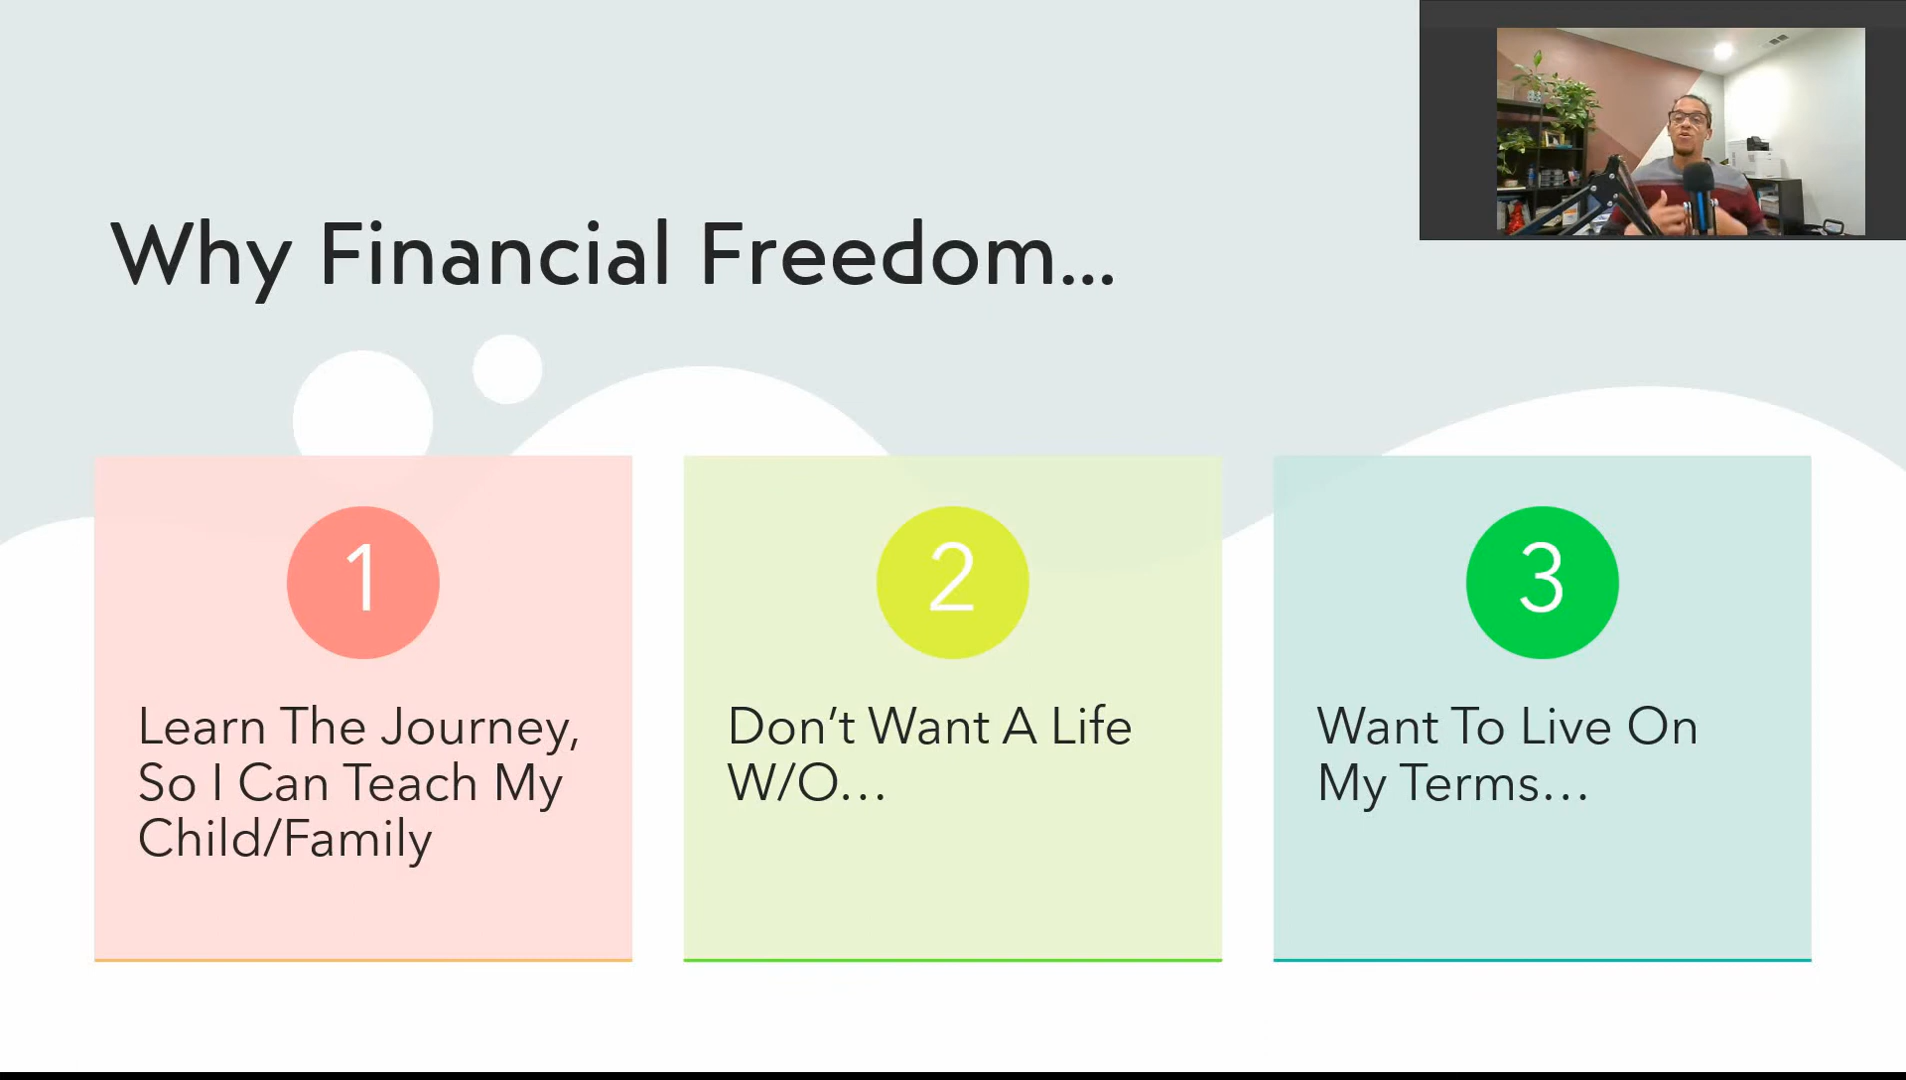 Why Financial Freedom...
1
Learn The Journey,
So I Can Teach My
Child/Family
2
Don’t Want A Life
W/O…
3
Want To Live On
My Terms…